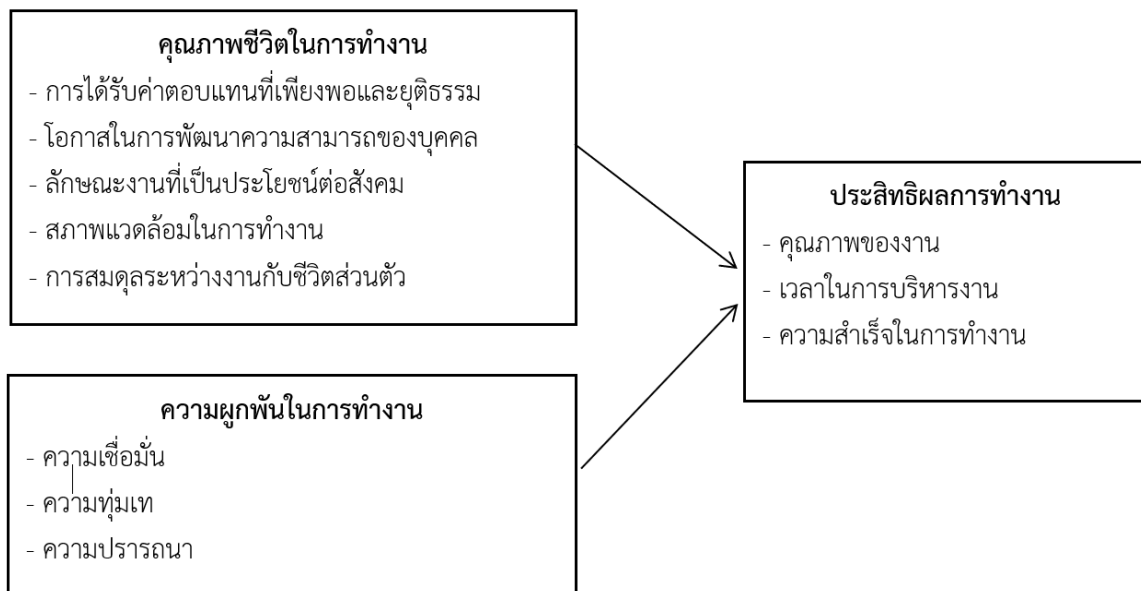 คุณภาพชีวิตในการทำงาน
- การได้รับค่าตอบแทนที่เพียงพอและยุติธรรม
- โอกาสในการพัฒนาความสามารถของบุคคล
- ลักษณะงานที่เป็นประโยชน์ต่อสังคม
- สภาพแวดล้อมในการทำงาน
- การสมดุลระหว่างงานกับชีวิตส่วนตัว
ความผูกพันในการทำงาน
- ความเชื่อมั่น
- ความทุ่มเท
- ความปรารถนา
ประสิทธิผลการทำงาน
- คุณภาพของงาน
- เวลาในการบริหารงาน
- ความสำเร็จในการทำงาน